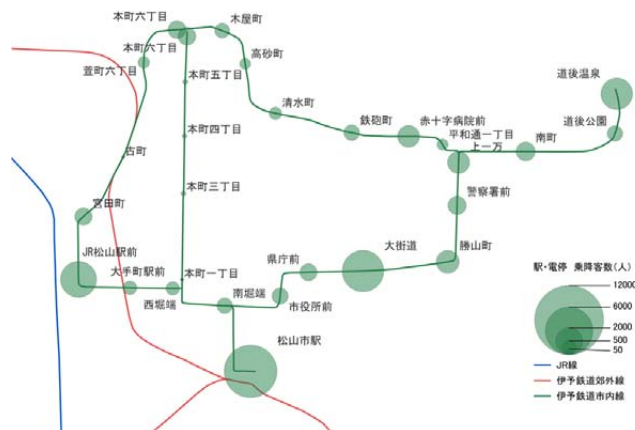 本町六丁目
木屋町
本町六丁目
高砂町
萱町六丁目
本町五丁目
道後温泉
清水町
鉄砲町
赤十字病院前
平和通一丁目
道後公園
本町四丁目
上一万
南町
古町
本町三丁目
警察署前
宮田町
大街道
勝山町
県庁前
JR松山駅前
大手町駅前
本町一丁目
駅・電停 乗降客数(人)
12000
西堀端
南堀端
市役所前
6000
2000
松山市駅
500
50
JR線
伊予鉄道郊外線
伊予鉄道市内線